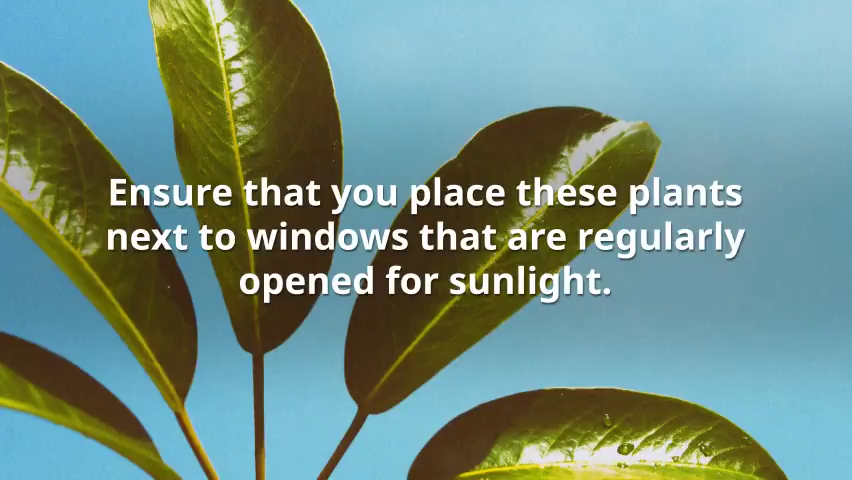 Ensure that you place these plants
next to windows that are regularly
opened for sunlight.